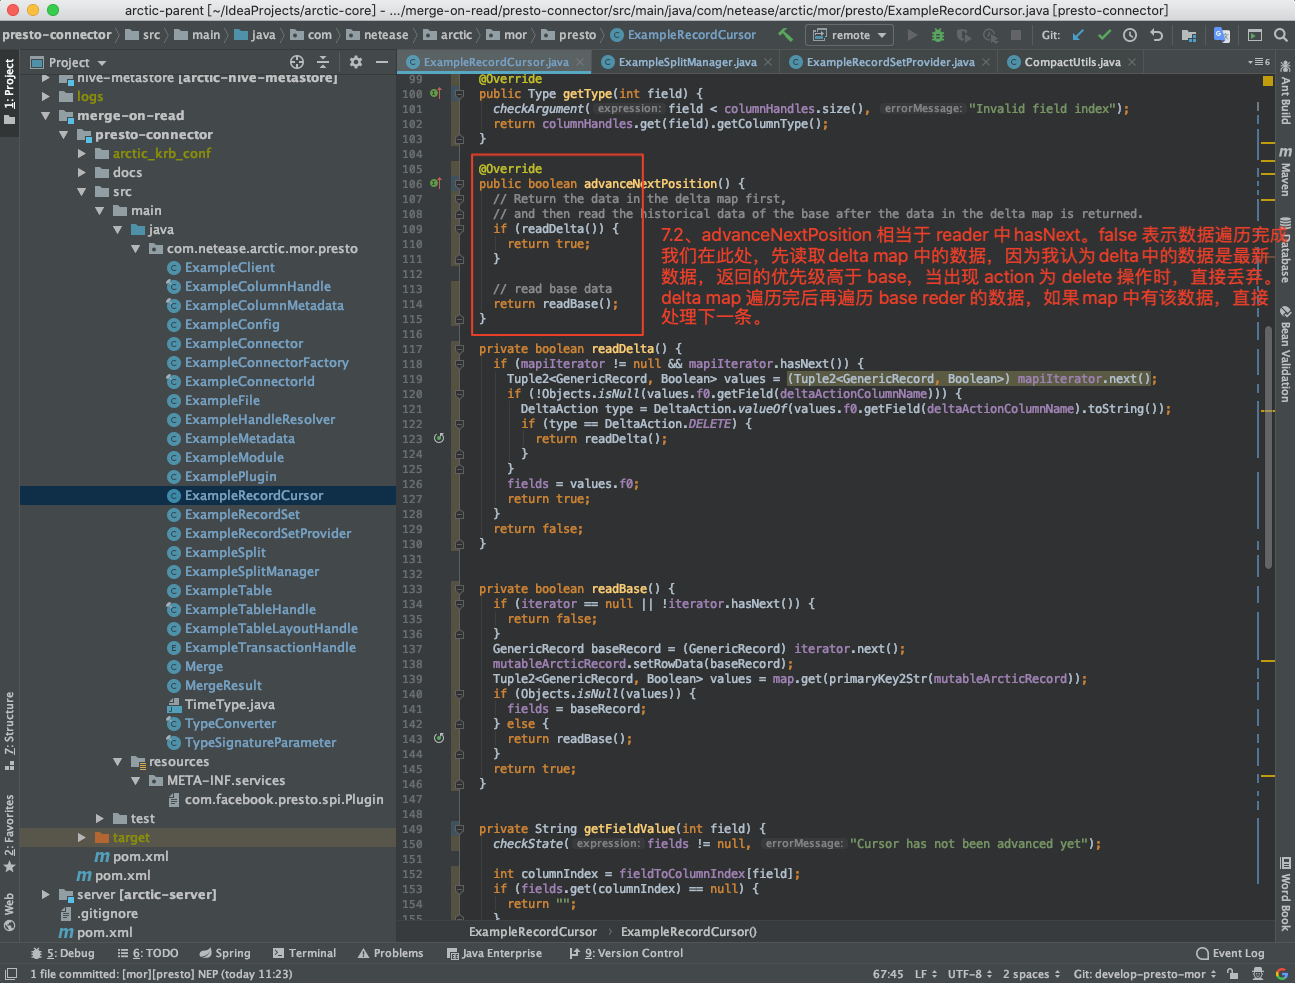 arctic-parent [~/IdeaProjects/arctic-core] - .../merge-on-read/presto-connector/src/main/java/com/netease/arctic/mor/presto/ExampleRecordCursor.java [presto-connector]
presto-connector src main java com netease arctic mor presto ExampleRecordCursor remote Git:
Project
ExampleRecordCursor.java ExampleSplitManager.java ExampleRecordSetProvider.java CompactUtils.java 6
1: Project
Z: Structure
2: Favorites
Web
hive-metastore [arctic-hive-metastore]
logs
merge-on-read
presto-connector
arctic_krb_conf
docs
src
main
java
com.netease.arctic.mor.presto
ExampleClient
ExampleColumnHandle
ExampleColumnMetadata
ExampleConfig
ExampleConnector
ExampleConnectorFactory
ExampleConnectorId
ExampleFile
ExampleHandleResolver
ExampleMetadata
ExampleModule
ExamplePlugin
ExampleRecordCursor
ExampleRecordSet
ExampleRecordSetProvider
ExampleSplit
ExampleSplitManager
ExampleTable
ExampleTableHandle
ExampleTableLayoutHandle
ExampleTransactionHandle
Merge
MergeResult
TimeType.java
TypeConverter
TypeSignatureParameter
resources
META-INF.services
com.facebook.presto.spi.Plugin
test
target
pom.xml
pom.xml
server [arctic-server]
.gitignore
pom.xml
99 @Override
100 public Type getType(int field) {
101 checkArgument( expression: field < columnHandles.size(), errorMessage: "Invalid field index");
102 return columnHandles.get(field).getColumnType();
103 }
104
105 @Override
106 public boolean advanceNextPosition() {
107 // Return the data in the delta map first,
108 // and then read the historical data of the base after the data in the delta map is returned.
109 if (readDelta()) {
110 return true;
111 }
112
113 // read base data
114 return readBase();
115 }
116
117 private boolean readDelta() {
118 if (mapiIterator != null && mapiIterator.hasNext()) {
119 Tuple2<GenericRecord, Boolean> values = (Tuple2<GenericRecord, Boolean>) mapiIterator.next();
120 if (!Objects.isNull(values.f0.getField(deltaActionColumnName))) {
121 DeltaAction type = DeltaAction.valueOf(values.f0.getField(deltaActionColumnName).toString());
122 if (type == DeltaAction.DELETE) {
123 return readDelta();
124 }
125 }
126 fields = values.f0;
127 return true;
128 }
129 return false;
130 }
131
132
133 private boolean readBase() {
134 if (iterator == null || !iterator.hasNext()) {
135 return false;
136 }
137 GenericRecord baseRecord = (GenericRecord) iterator.next();
138 mutableArcticRecord.setRowData(baseRecord);
139 Tuple2<GenericRecord, Boolean> values = map.get(primaryKey2Str(mutableArcticRecord));
140 if (Objects.isNull(values)) {
141 fields = baseRecord;
142 } else {
143 return readBase();
144 }
145 return true;
146 }
147
148
149 private String getFieldValue(int field) {
150 checkState( expression: fields != null, errorMessage: "Cursor has not been advanced yet");
151
152 int columnIndex = fieldToColumnIndex[field];
153 if (fields.get(columnIndex) == null) {
154 return "";
155 }
7.2、advanceNextPosition 相当于 reader 中 hasNext。false 表示数据遍历完成
我们在此处，先读取 delta map 中的数据，因为我认为 delta 中的数据是最新
数据，返回的优先级高于 base，当出现 action 为 delete 操作时，直接丢弃。
delta map 遍历完后再遍历 base reder 的数据，如果 map 中有该数据，直接
处理下一条。
Ant Build
Maven
Database
Bean Validation
Word Book
ExampleRecordCursor ExampleRecordCursor()
5: Debug 6: TODO Spring Terminal Problems Java Enterprise 9: Version Control Event Log
1 file committed: [mor][presto] NEP (today 11:23) 67:45 LF UTF-8 2 spaces Git: develop-presto-mor